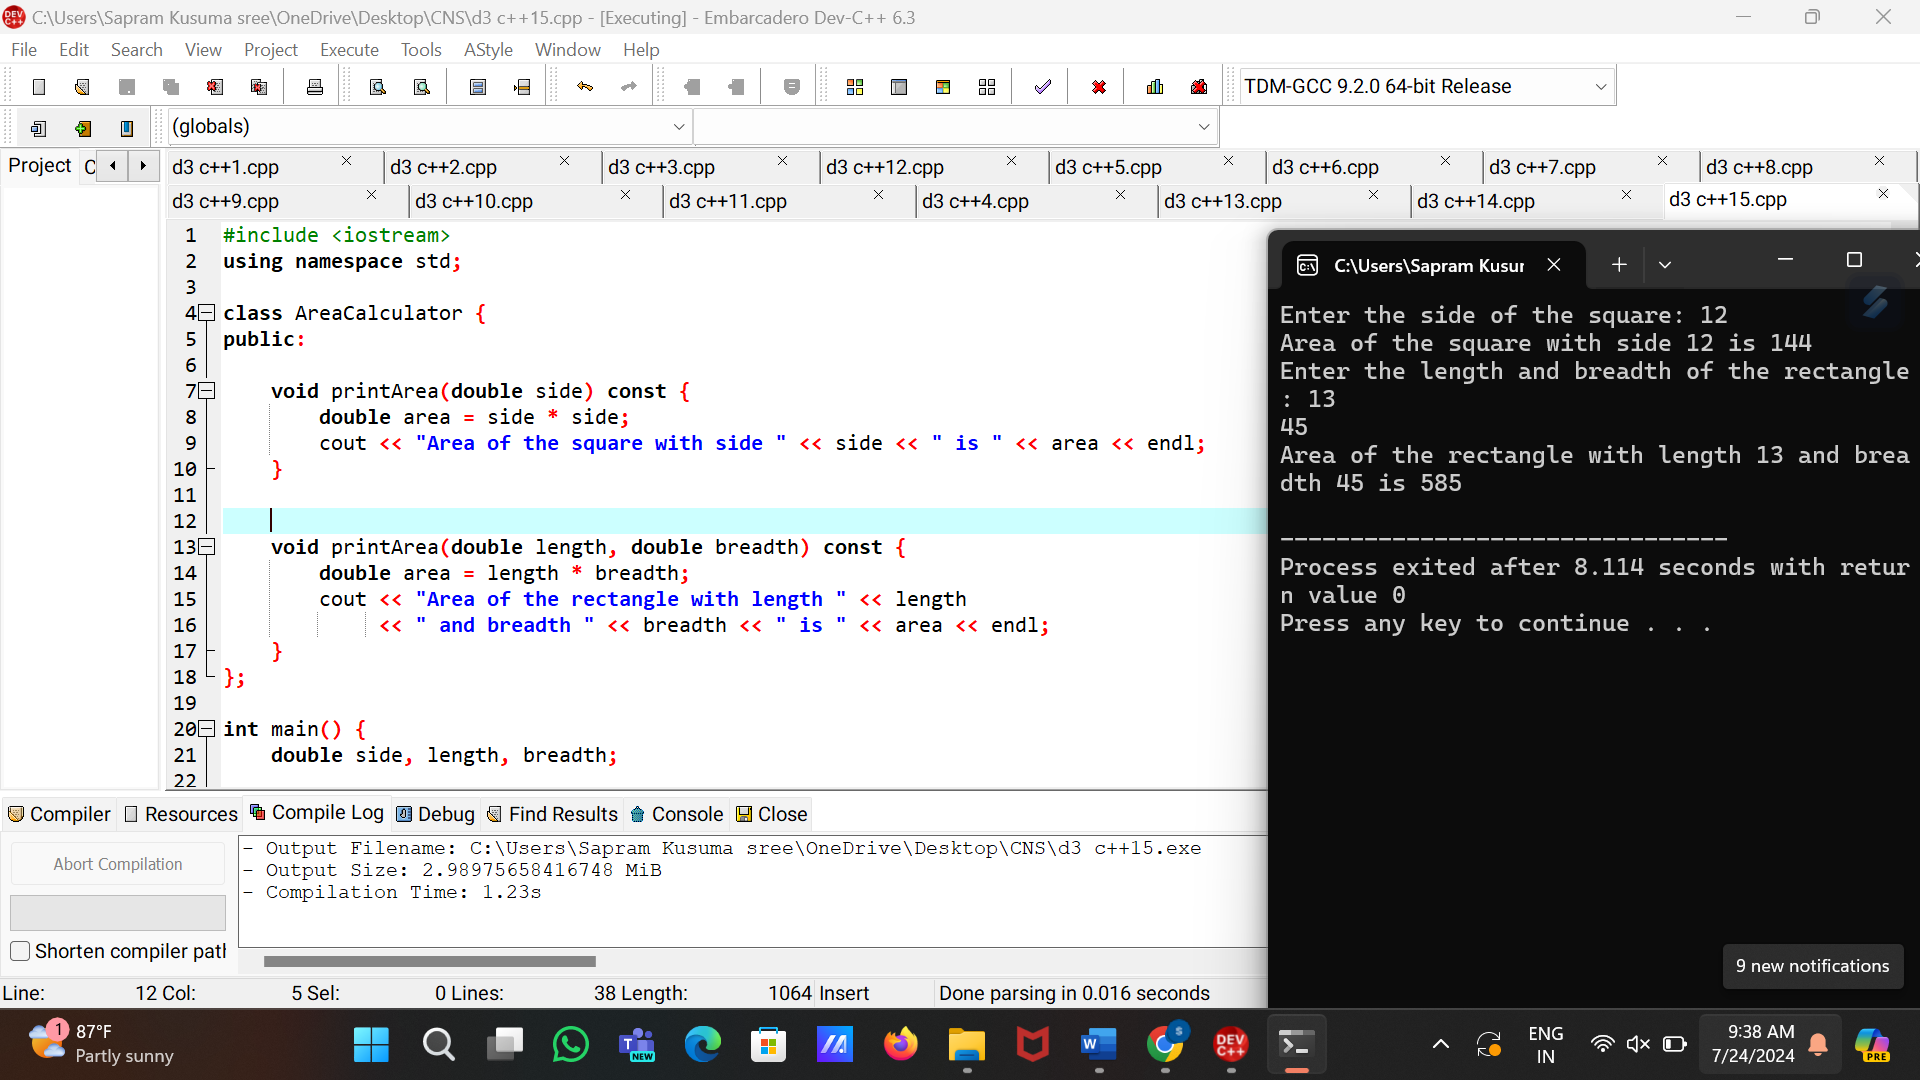 C:\Users\Sapram Kusuma sree\OneDrive\Desktop\CNS\d3 c++15.cpp - [Executing] - Embarcadero Dev-C++ 6.3
File Edit Search View Project Execute Tools AStyle Window Help
TDM-GCC 9.2.0 64-bit Release
(globals)
Project C
d3 c++1.cpp d3 c++2.cpp d3 c++3.cpp d3 c++12.cpp d3 c++5.cpp d3 c++6.cpp d3 c++7.cpp d3 c++8.cpp
d3 c++9.cpp d3 c++10.cpp d3 c++11.cpp d3 c++4.cpp d3 c++13.cpp d3 c++14.cpp d3 c++15.cpp
1 #include <iostream>
2 using namespace std;
3
4 class AreaCalculator {
5 public:
6
7 void printArea(double side) const {
8 double area = side * side;
9 cout << "Area of the square with side " << side << " is " << area << endl;
10 }
11
12
13 void printArea(double length, double breadth) const {
14 double area = length * breadth;
15 cout << "Area of the rectangle with length " << length
16 << " and breadth " << breadth << " is " << area << endl;
17 }
18 };
19
20 int main() {
21 double side, length, breadth;
22
C:\Users\Sapram Kusur
Enter the side of the square: 12
Area of the square with side 12 is 144
Enter the length and breadth of the rectangle
: 13
45
Area of the rectangle with length 13 and brea
dth 45 is 585
--------------------------------
Process exited after 8.114 seconds with retur
n value 0
Press any key to continue . . .
Compiler Resources Compile Log Debug Find Results Console Close
Abort Compilation
Shorten compiler path
- Output Filename: C:\Users\Sapram Kusuma sree\OneDrive\Desktop\CNS\d3 c++15.exe
- Output Size: 2.98975658416748 MiB
- Compilation Time: 1.23s
9 new notifications
Line: 12 Col: 5 Sel: 0 Lines: 38 Length: 1064 Insert Done parsing in 0.016 seconds
1 87°F
Partly sunny
NEW
DEV C++
ENG
IN
9:38 AM
7/24/2024
PRE